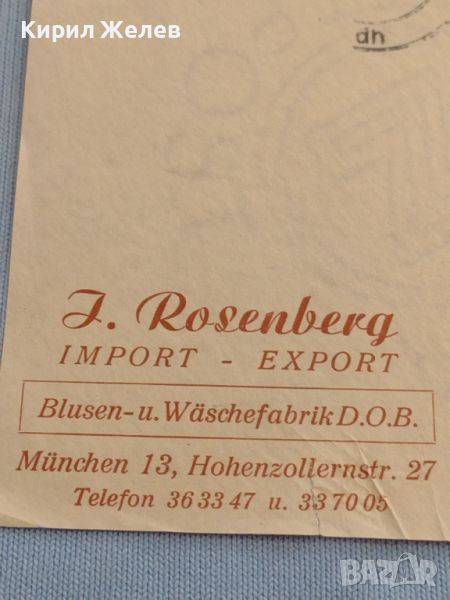 Кирил Желев
dh
J. Rosenberg
IMPORT - EXPORT
Blusen- u. Wäschefabrik D.O.B.
München 13, Hohenzollernstr. 27
Telefon 36 33 47 u. 33 70 05
BAZAR